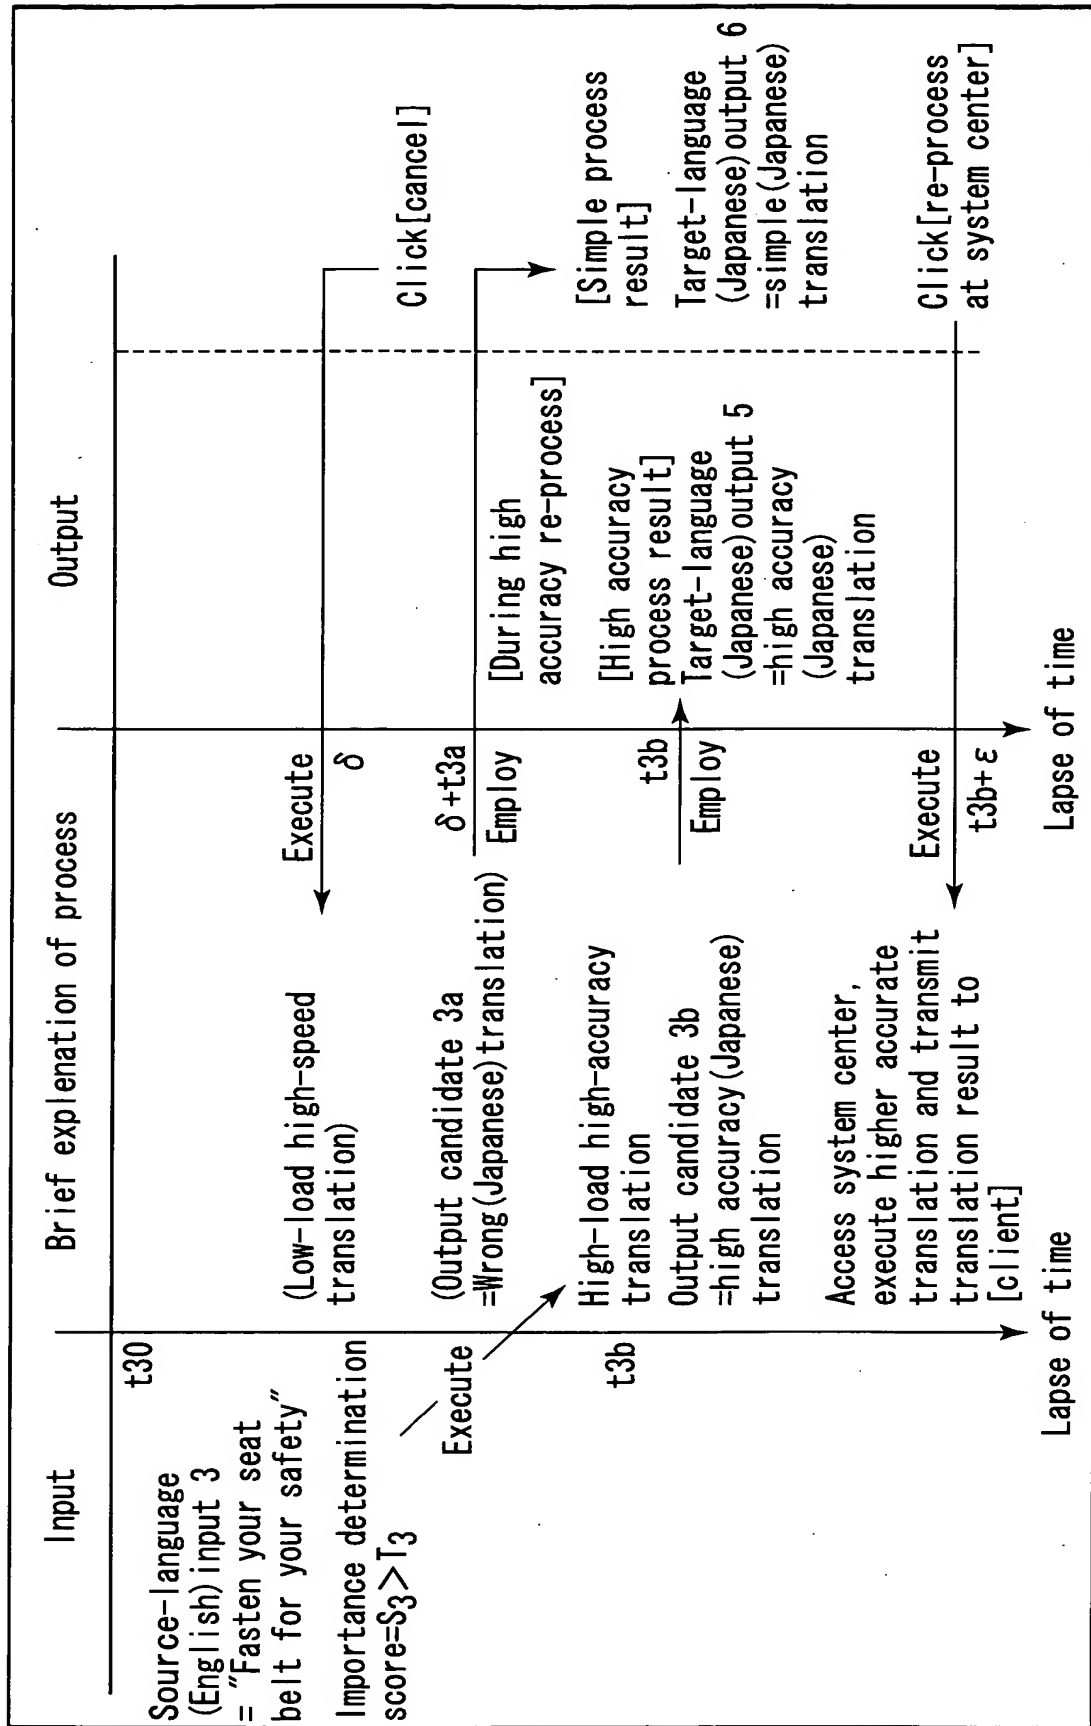 Input
Brief explenation of process
Output
t30
Source-language
(English)input 3
="Fasten your seat
belt for your safety"
Importance determination
score=S3>T3
Execute
t3b
Lapse of time
(Low-load high-speed
translation)
(Output candidate 3a
=Wrong(Japanese)translation)
High-load high-accuracy
translation
Output candidate 3b
=high accuracy(Japanese)
translation
Access system center,
execute higher accurate
translation and transmit
translation result to
[client]
Execute
δ
δ+t3a
Employ
t3b
Employ
Execute
t3b+ε
Lapse of time
[During high
accuracy re-process]
[High accuracy
process result]
Target-language
(Japanese)output 5
=high accuracy
(Japanese)
translation
Click[cancel]
[Simple process
result]
Target-language
(Japanese)output 6
=simple(Japanese)
translation
Click[re-process
at system center]